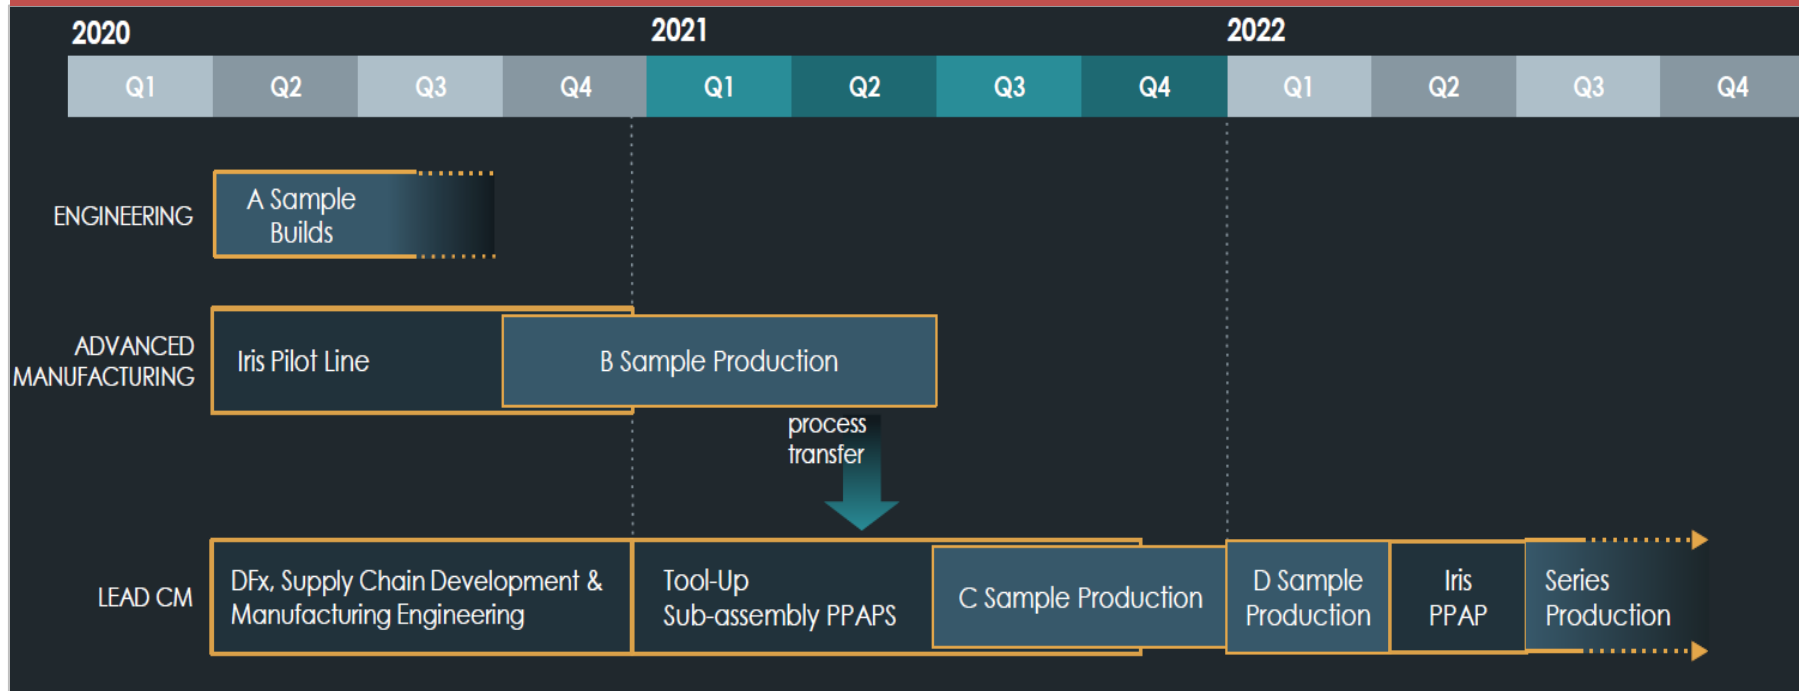 2020
2021
2022
Q1
Q2
Q3
Q4
Q1
Q2
Q3
Q4
Q1
Q2
Q3
Q4
ENGINEERING
A Sample
Builds
ADVANCED
MANUFACTURING
Iris Pilot Line
B Sample Production
process
transfer
LEAD CM
DFx, Supply Chain Development &
Manufacturing Engineering
Tool-Up
Sub-assembly PPAPS
C Sample Production
D Sample
Production
Iris
PPAP
Series
Production